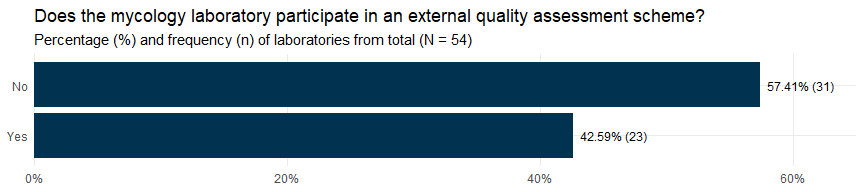 Does the mycology laboratory participate in an external quality assessment scheme?
Percentage (%) and frequency (n) of laboratories from total (N = 54)
No 57.41% (31)
Yes 42.59% (23)
0% 20% 40% 60%